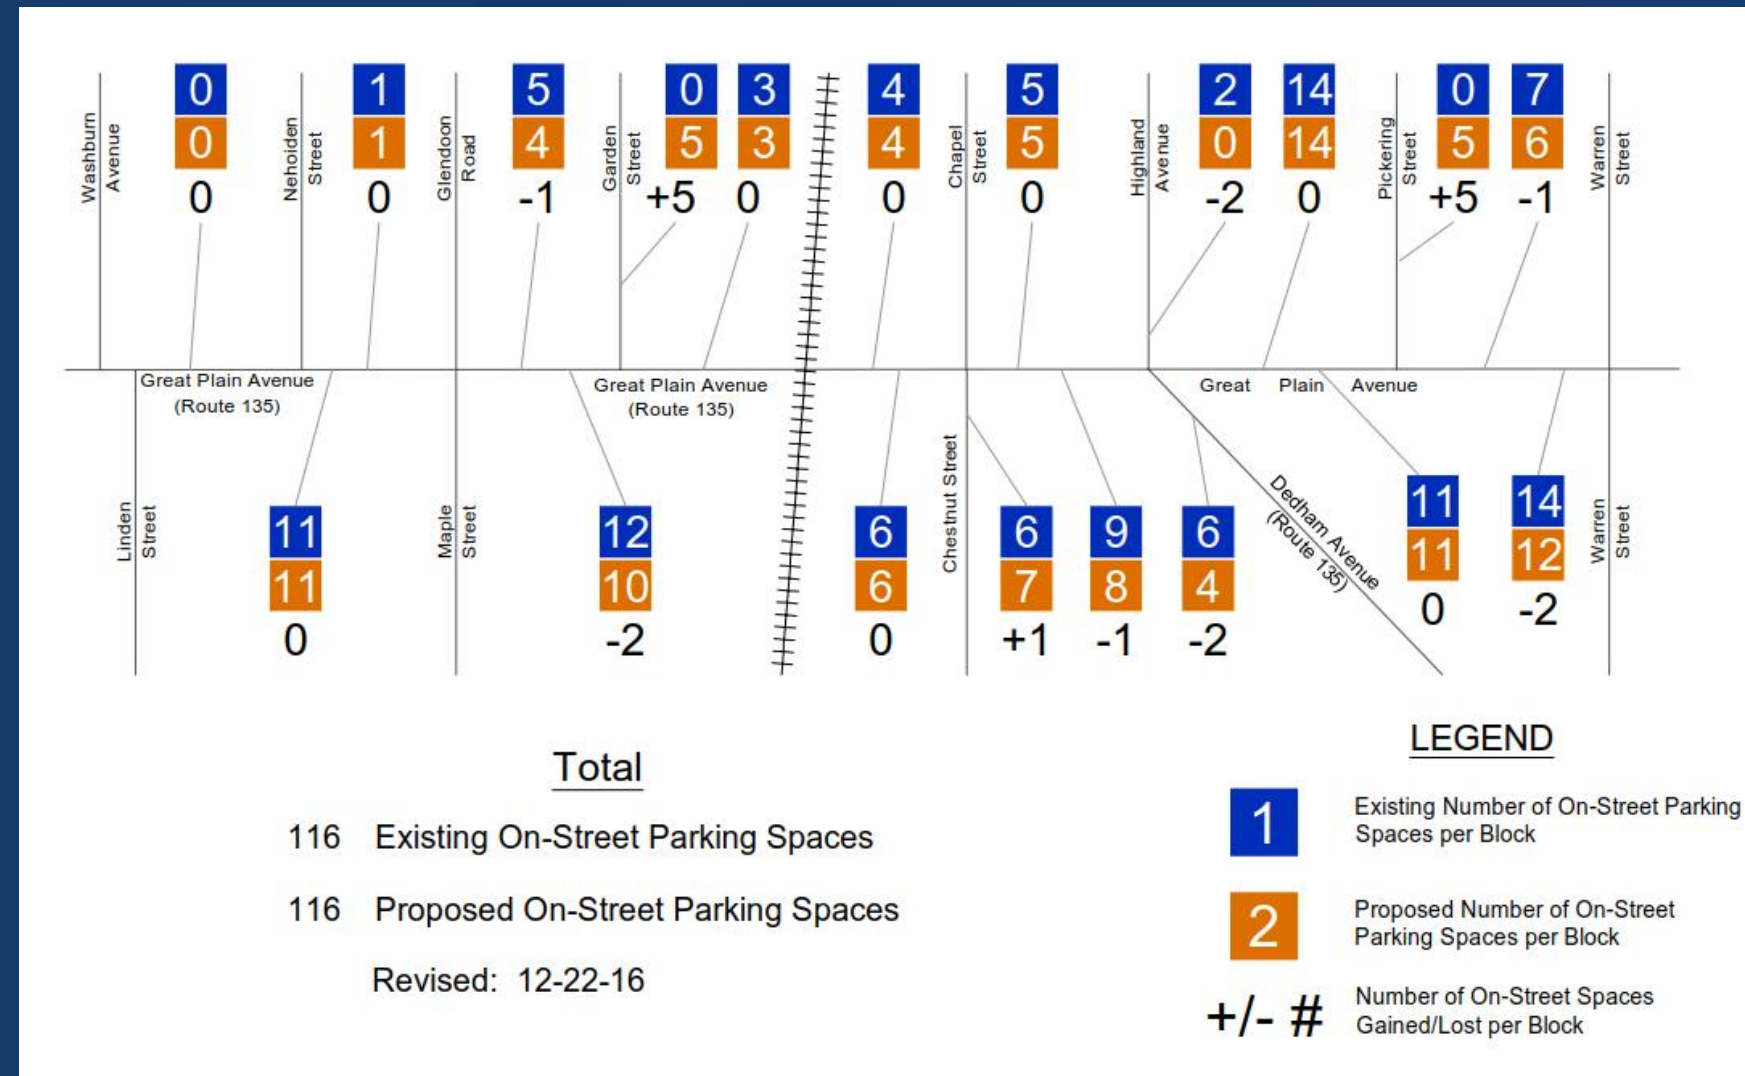 0 1 5 0 3 4 5 2 14 0 7
0 1 4 5 3 4 5 0 14 5 6
0 0 -1 +5 0 0 0 -2 0 +5 -1
Washburn
Avenue
Neholden
Street
Glendoon
Road
Garden
Street
Chapel
Street
Highland
Avenue
Pickering
Street
Warren
Street
Great Plain Avenue
(Route 135)
Great Plain Avenue
(Route 135)
Great Plain Avenue
Linden
Street
Maple
Street
Chestnut Street
Dedham Avenue
(Route 135)
Warren
Street
11 12 6 6 9 6 11 14
11 10 6 7 8 4 11 12
0 -2 0 +1 -1 -2 0 -2
Total
116 Existing On-Street Parking Spaces
116 Proposed On-Street Parking Spaces
Revised: 12-22-16
LEGEND
1 Existing Number of On-Street Parking
Spaces per Block
2 Proposed Number of On-Street
Parking Spaces per Block
+/- # Number of On-Street Spaces
Gained/Lost per Block